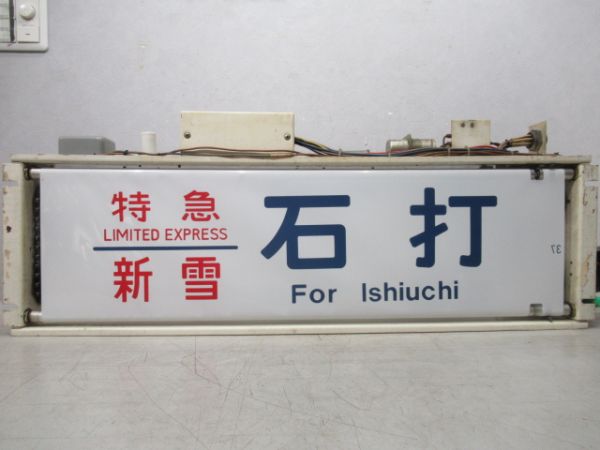 特急
LIMITED EXPRESS
新雪
石打
For Ishiuchi
37